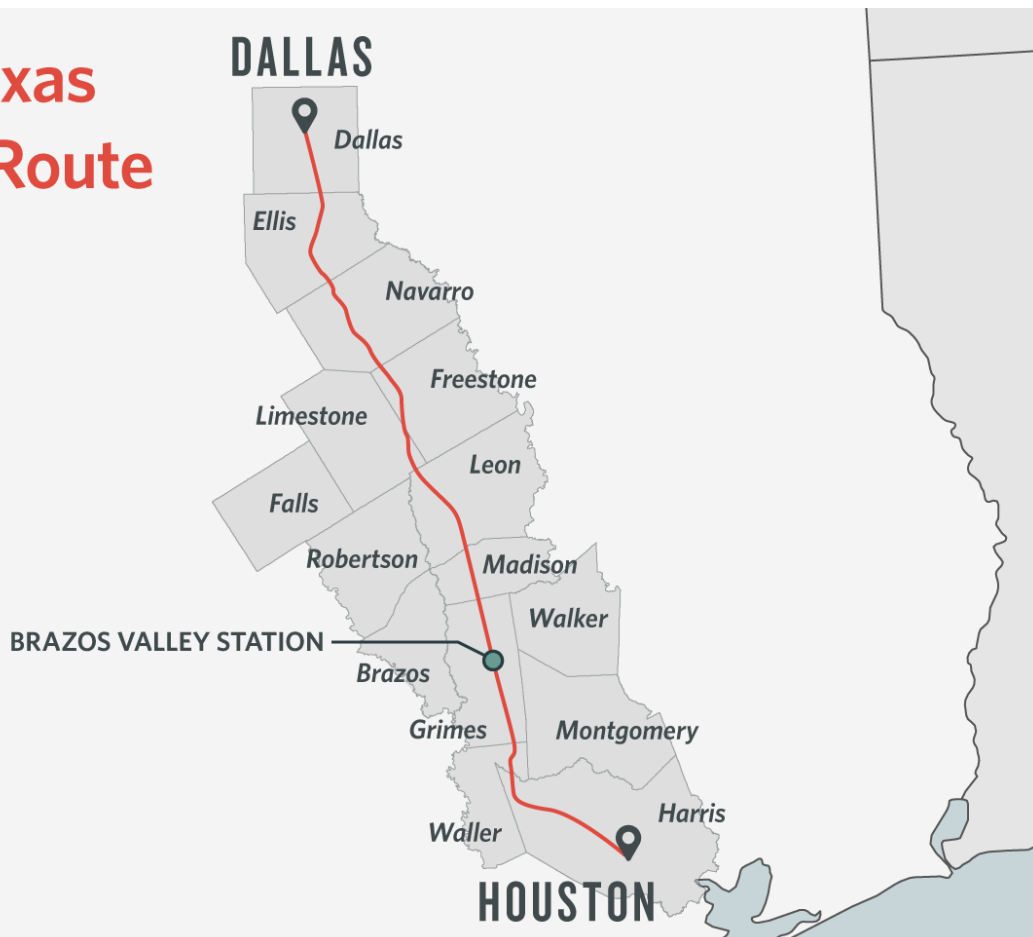 DALLAS
xas
Route
Dallas
Ellis
Navarro
Freestone
Limestone
Leon
Falls
Robertson
Madison
Walker
BRAZOS VALLEY STATION
Brazos
Grimes
Montgomery
Harris
Waller
HOUSTON